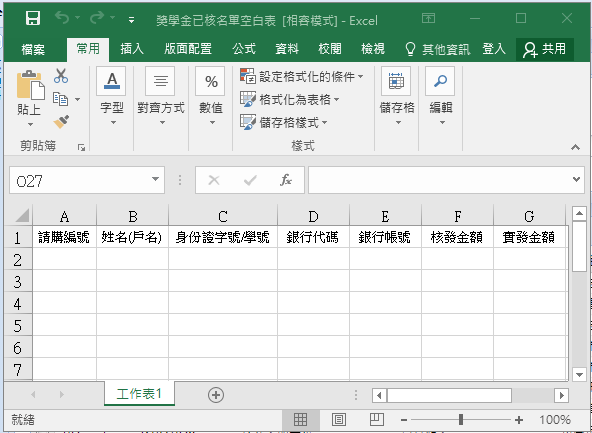 獎學金已核名單空白表 [相容模式] - Excel
檔案 常用 插入 版面配置 公式 資料 校閱 檢視 其他資訊 登入 共用
貼上 A 字型 對齊方式 % 數值 設定格式化的條件 格式化為表格 儲存格樣式 儲存格 編輯
剪貼簿 樣式
O27 fx
A B C D E F G
1 請購編號 姓名(戶名) 身份證字號/學號 銀行代碼 銀行帳號 核發金額 實發金額
2
3
4
5
6
7
工作表1
就緒 100%